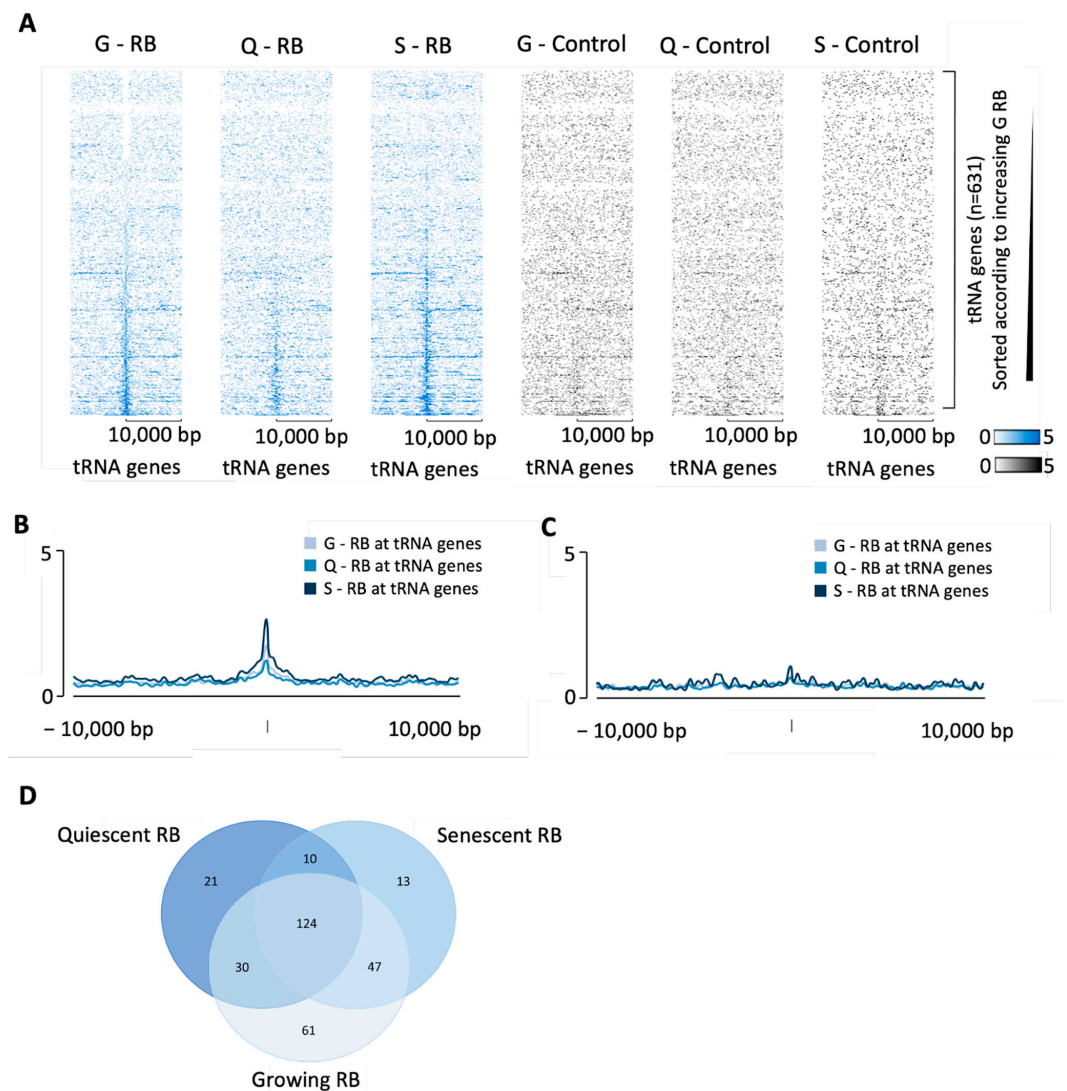 A
G - RB
Q - RB
S - RB
G - Control
Q - Control
S - Control
tRNA genes (n=631)
Sorted according to increasing G RB
10,000 bp
10,000 bp
10,000 bp
10,000 bp
10,000 bp
10,000 bp
tRNA genes
tRNA genes
tRNA genes
tRNA genes
tRNA genes
tRNA genes
0 5
0 5
B
5
0
G - RB at tRNA genes
Q - RB at tRNA genes
S - RB at tRNA genes
− 10,000 bp
10,000 bp
C
5
0
G - RB at tRNA genes
Q - RB at tRNA genes
S - RB at tRNA genes
− 10,000 bp
10,000 bp
D
Quiescent RB
Senescent RB
10
21
13
124
30
47
61
Growing RB